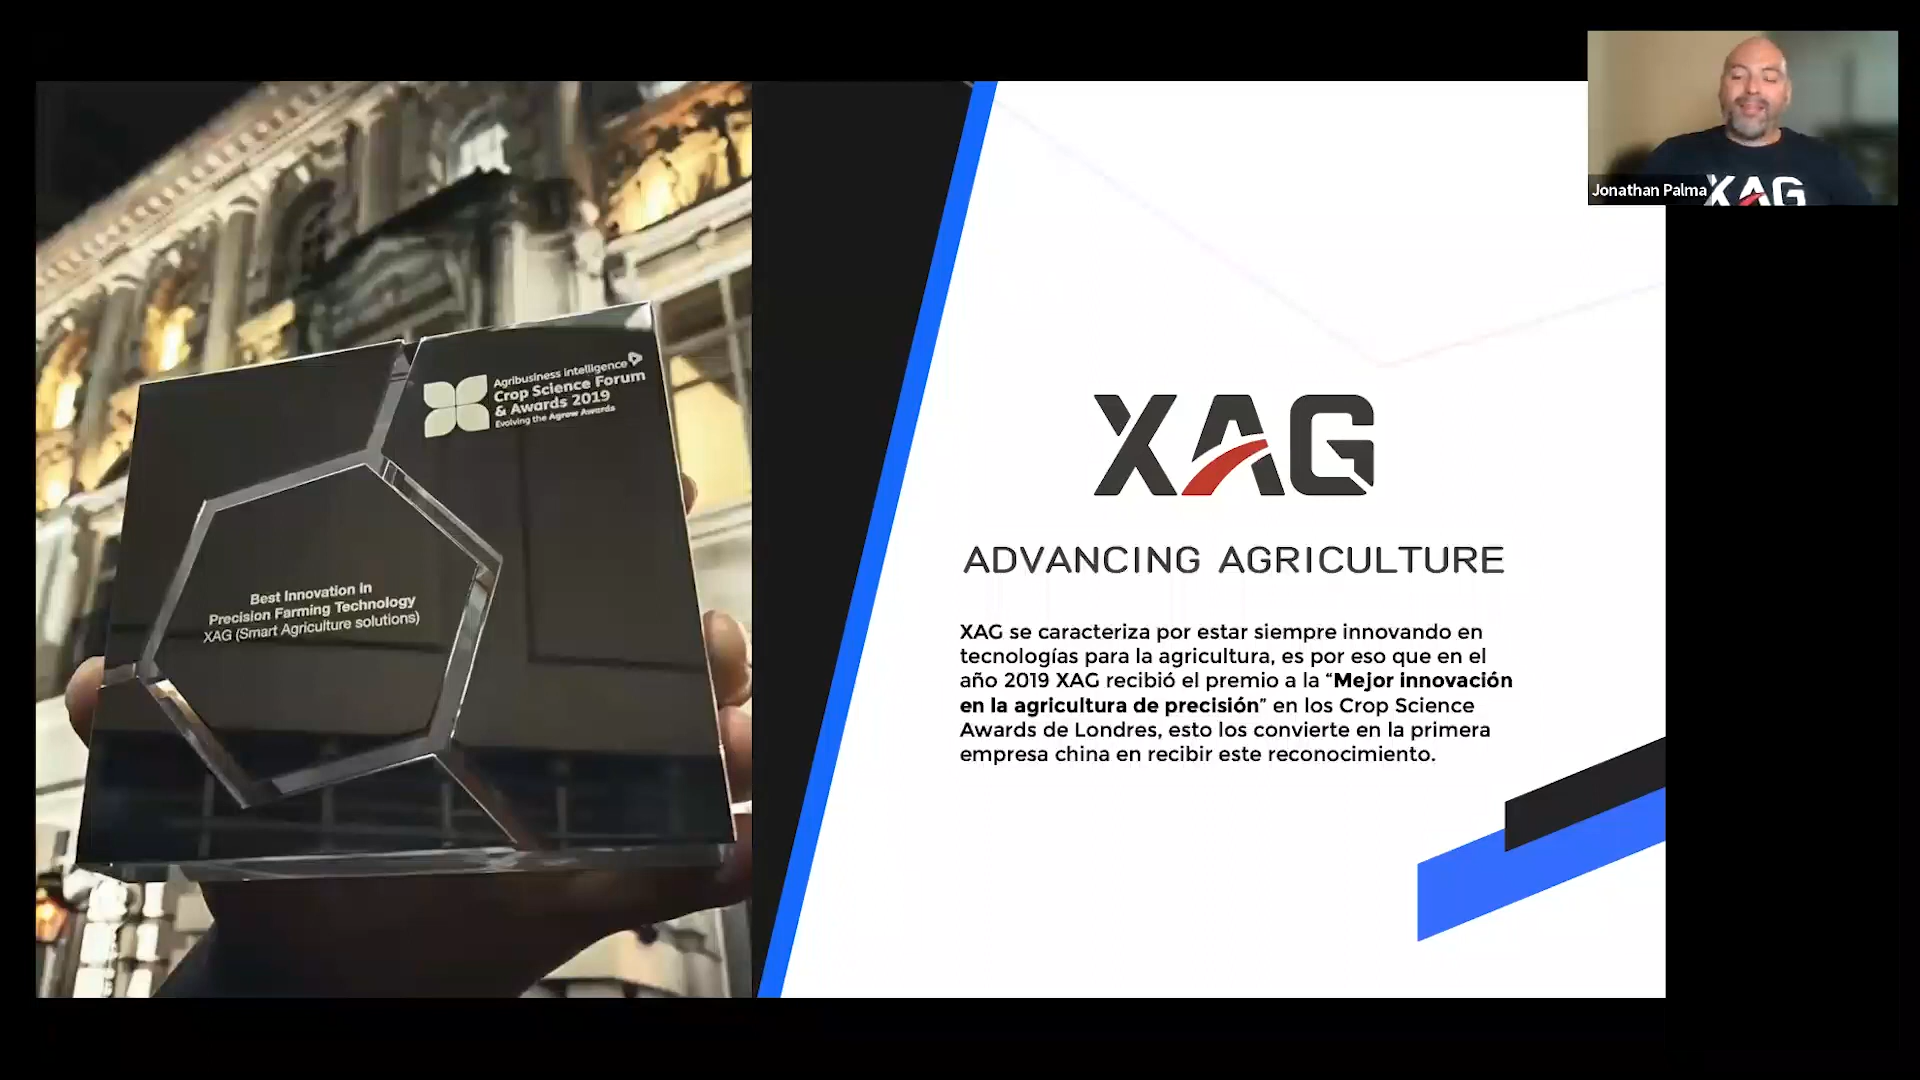 Agribusiness intelligence
Crop Science Forum
& Awards 2019
Evolving the Agrow Awards
Best Innovation in
Precision Farming Technology
XAG (Smart Agriculture solutions)
XAG
ADVANCING AGRICULTURE
XAG se caracteriza por estar siempre innovando en
tecnologías para la agricultura, es por eso que en el
año 2019 XAG recibió el premio a la “Mejor innovación
en la agricultura de precisión” en los Crop Science
Awards de Londres, esto los convierte en la primera
empresa china en recibir este reconocimiento.
Jonathan Palma
XAG